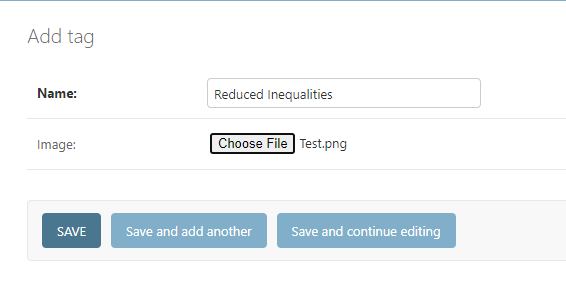 Add tag
Name: Reduced Inequalities
Image: Choose File Test.png
SAVE Save and add another Save and continue editing